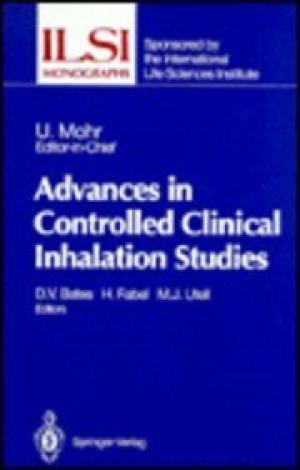 ILSI
MONOGRAPHS
Sponsored by
the International
Life Sciences Institute
U. Mohr
Editor-in-Chief
Advances in
Controlled Clinical
Inhalation Studies
D.V. Bates H. Fabel M.J. Utell
Editors
Springer-Verlag